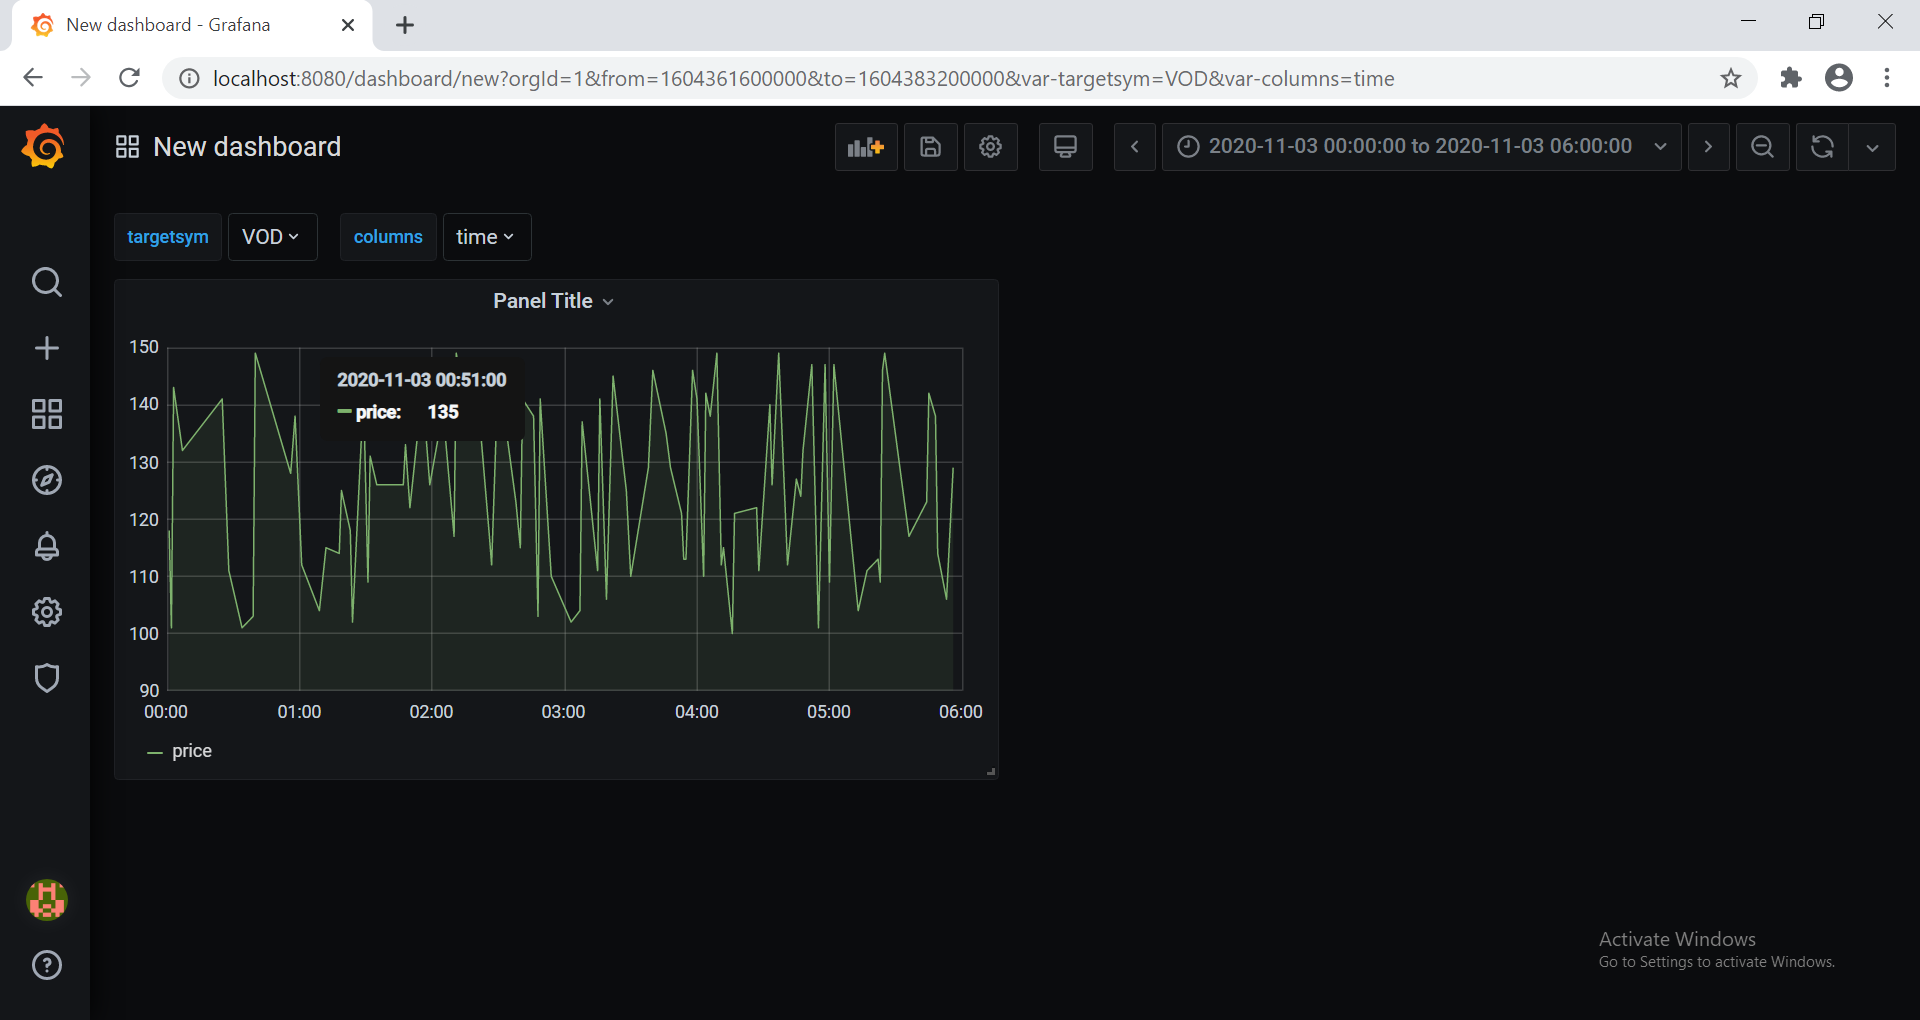 New dashboard - Grafana
localhost:8080/dashboard/new?orgId=1&from=1604361600000&to=1604383200000&var-targetsym=VOD&var-columns=time
New dashboard
2020-11-03 00:00:00 to 2020-11-03 06:00:00
targetsym VOD columns time
Panel Title
150
2020-11-03 00:51:00
140
price: 135
130
120
110
100
90
00:00 01:00 02:00 03:00 04:00 05:00 06:00
price
Activate Windows
Go to Settings to activate Windows.